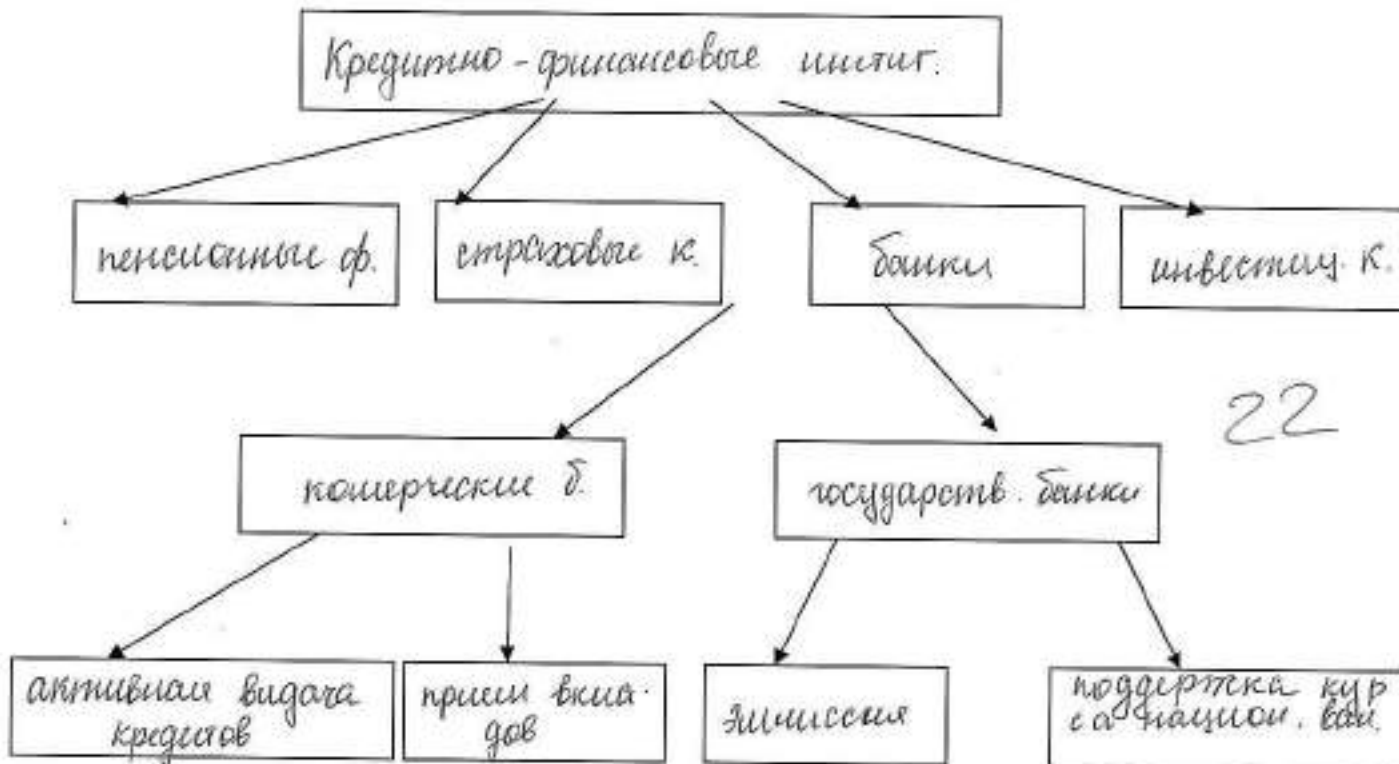 Кредитно-финансовые инстит.
пенсионные ф.
страховые к.
банки
инвестиц. к.
22
коммерческие б.
государств. банки
активная выдача
кредитов
прием вкла-
дов
эмиссия
поддержка кур
са национ. вал.